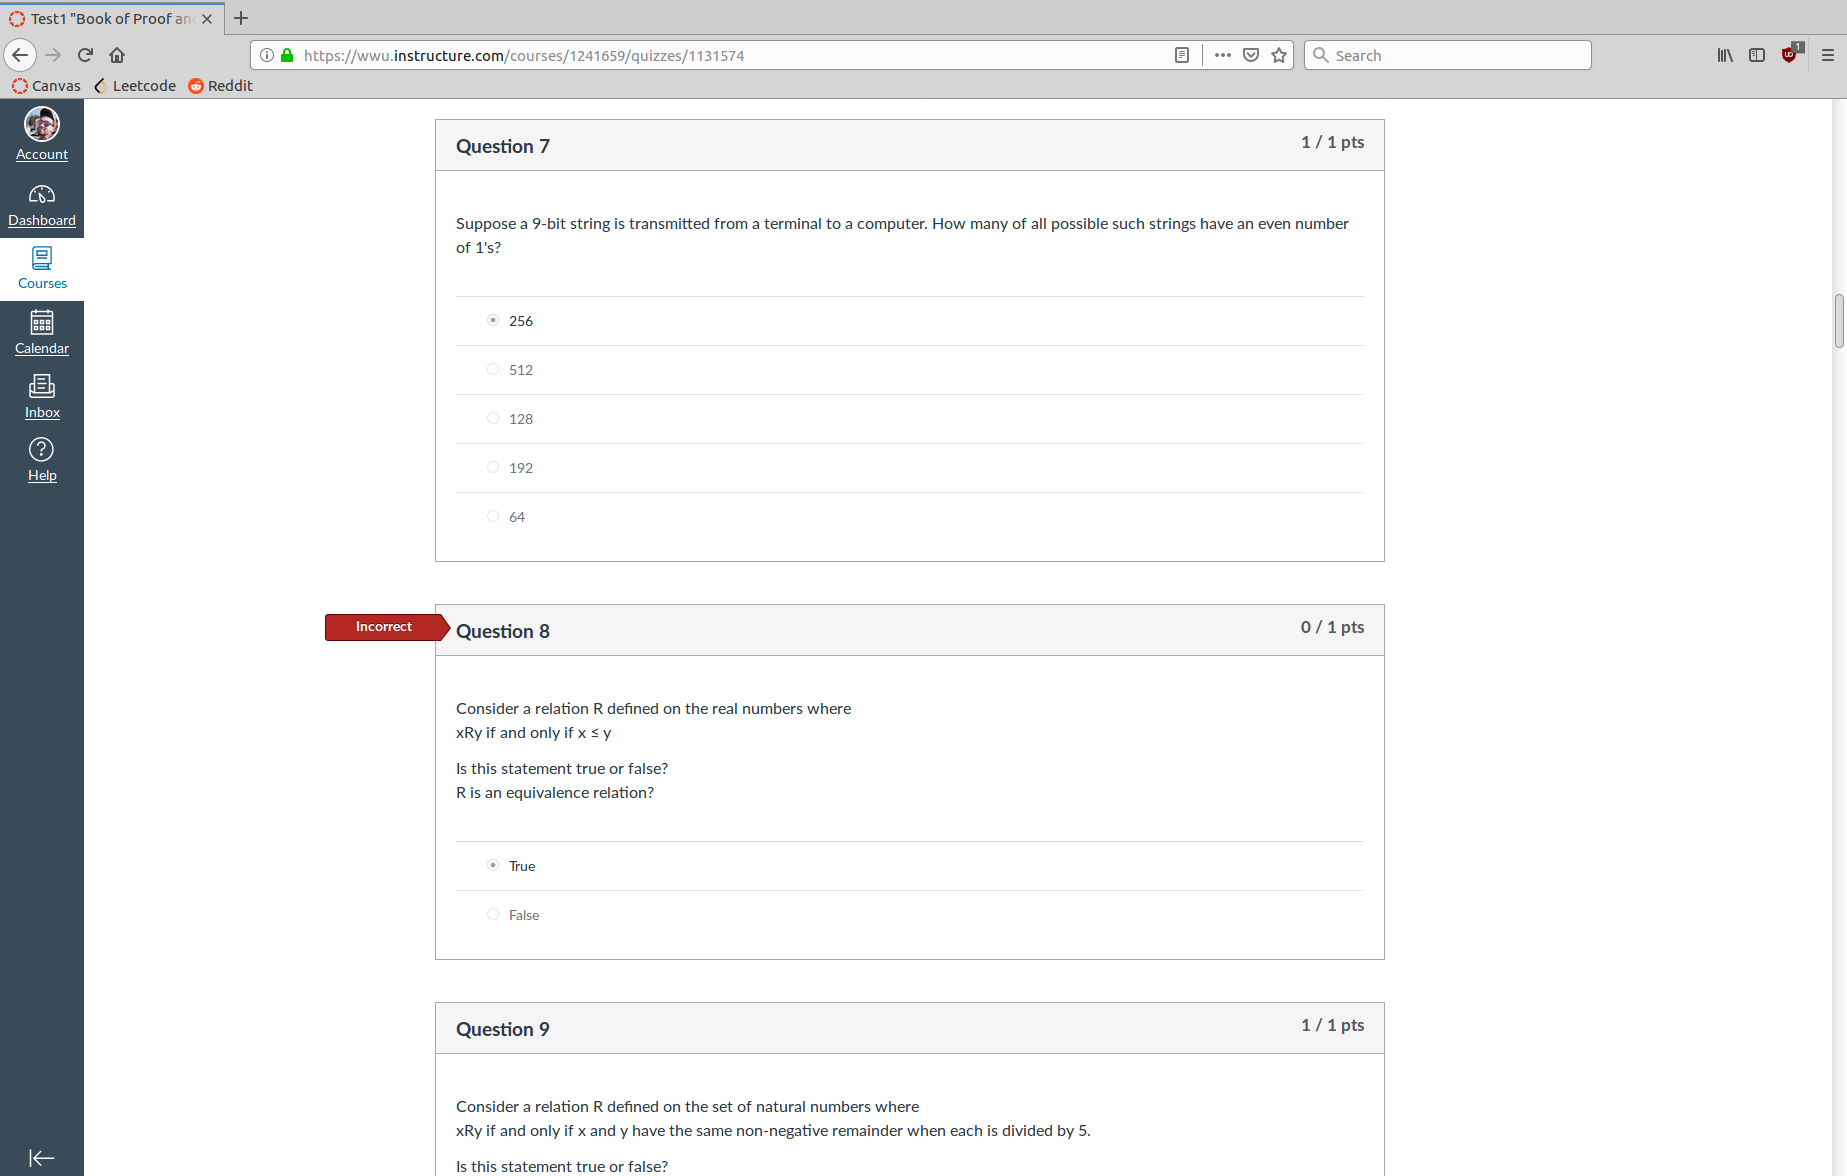 Test1 "Book of Proof an
https://wwu.instructure.com/courses/1241659/quizzes/1131574
Search
1
Canvas
Leetcode
Reddit
Account
Dashboard
Courses
Calendar
Inbox
Help
Question 7
1 / 1 pts
Suppose a 9-bit string is transmitted from a terminal to a computer. How many of all possible such strings have an even number
of 1's?
256
512
128
192
64
Incorrect
Question 8
0 / 1 pts
Consider a relation R defined on the real numbers where
xRy if and only if x ≤ y
Is this statement true or false?
R is an equivalence relation?
True
False
Question 9
1 / 1 pts
Consider a relation R defined on the set of natural numbers where
xRy if and only if x and y have the same non-negative remainder when each is divided by 5.
Is this statement true or false?